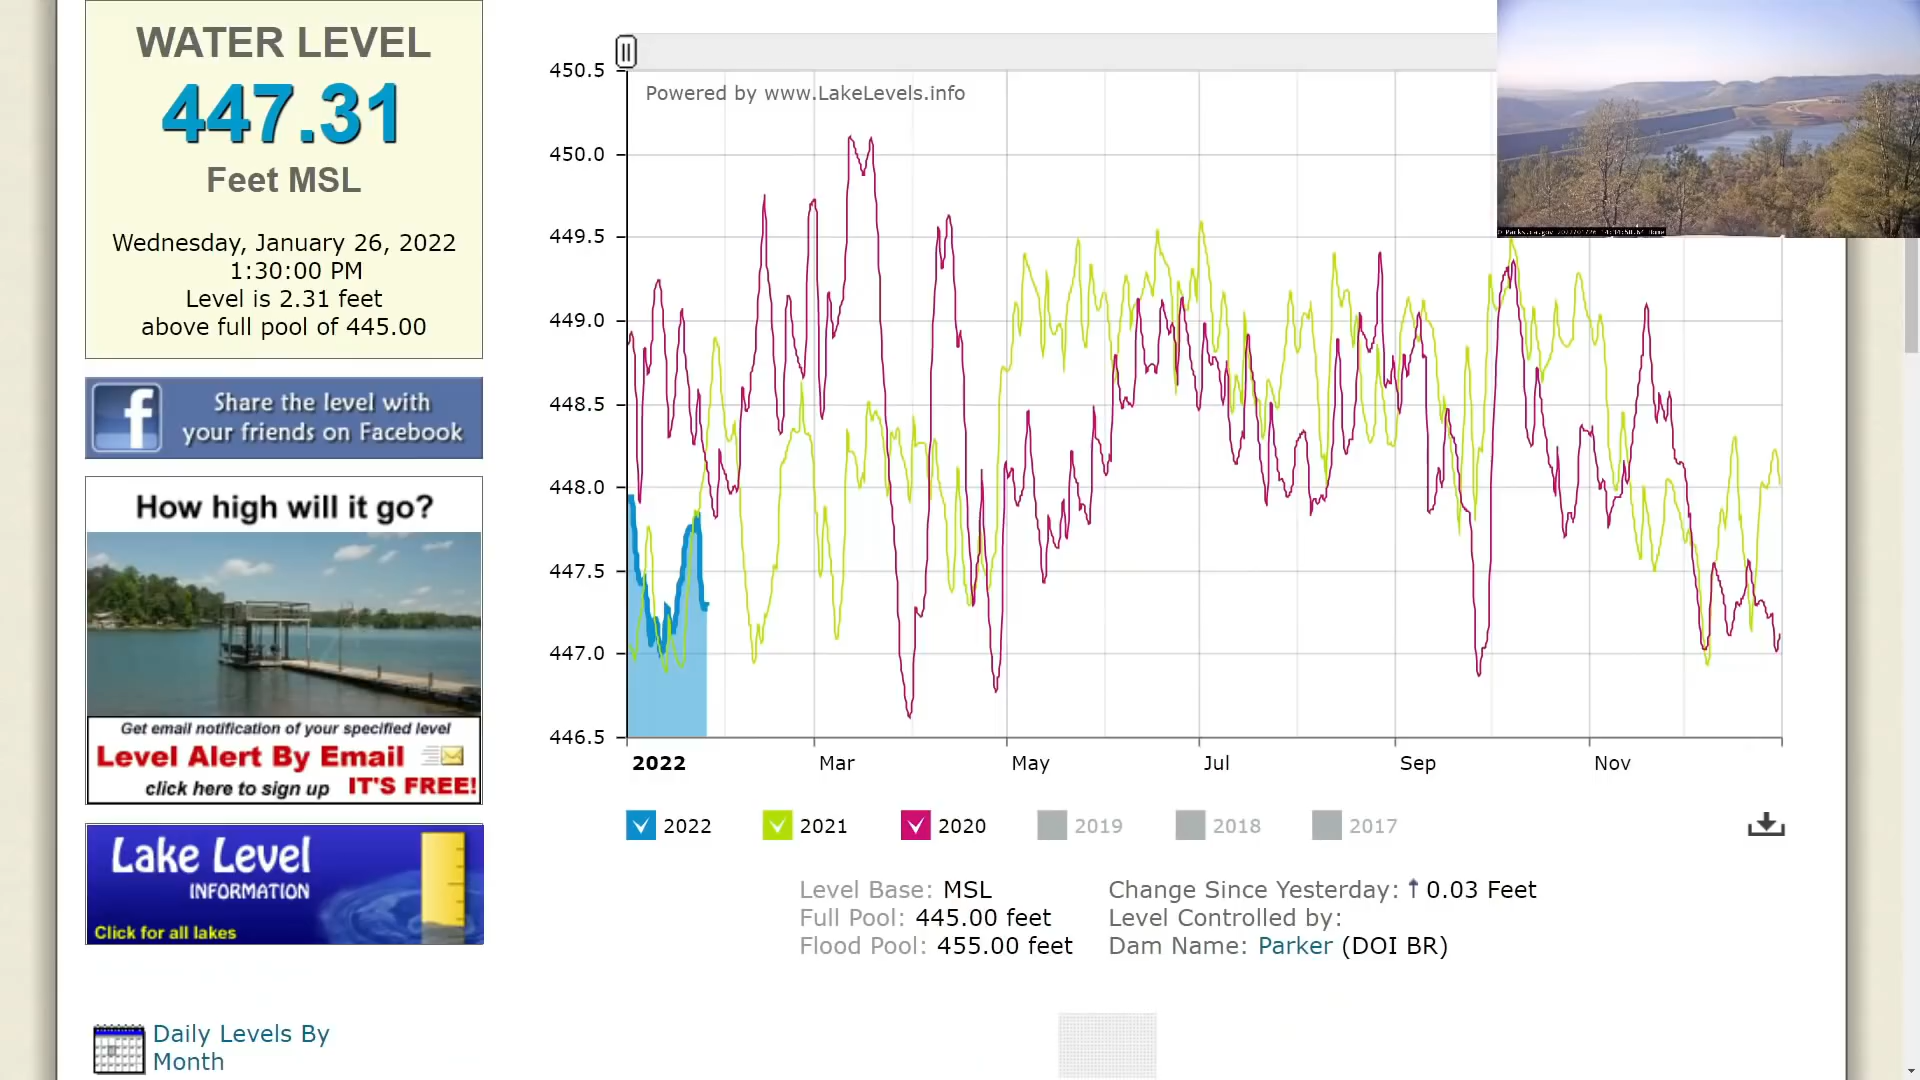 WATER LEVEL
447.31
Feet MSL
Wednesday, January 26, 2022
1:30:00 PM
Level is 2.31 feet
above full pool of 445.00
f Share the level with
your friends on Facebook
How high will it go?
Get email notification of your specified level
Level Alert By Email
click here to sign up IT'S FREE!
Lake Level
INFORMATION
Click for all lakes
Daily Levels By
Month
Powered by www.LakeLevels.info
450.5
450.0
449.5
449.0
448.5
448.0
447.5
447.0
446.5
2022 Mar May Jul Sep Nov
2022 2021 2020 2019 2018 2017
Level Base: MSL
Full Pool: 445.00 feet
Flood Pool: 455.00 feet
Change Since Yesterday: ↑ 0.03 Feet
Level Controlled by:
Dam Name: Parker (DOI BR)